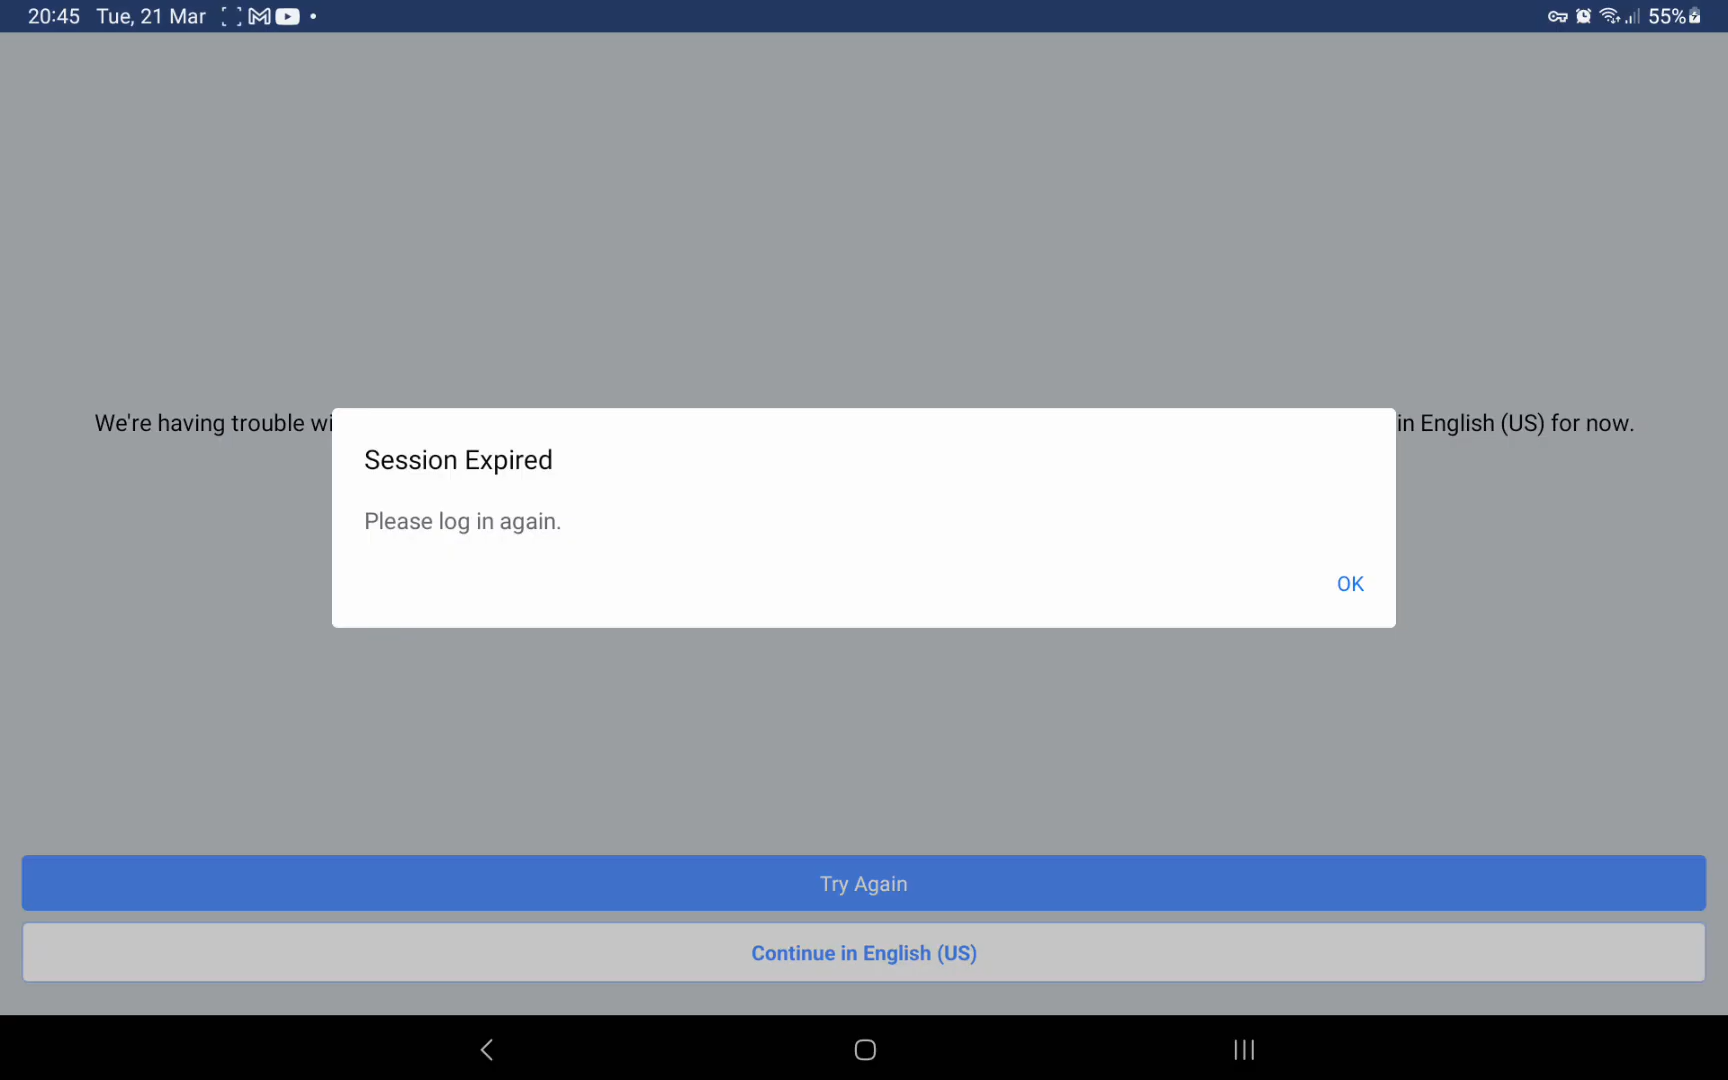 20:45 Tue, 21 Mar
55%
We're having trouble wi
in English (US) for now.
Session Expired
Please log in again.
OK
Try Again
Continue in English (US)